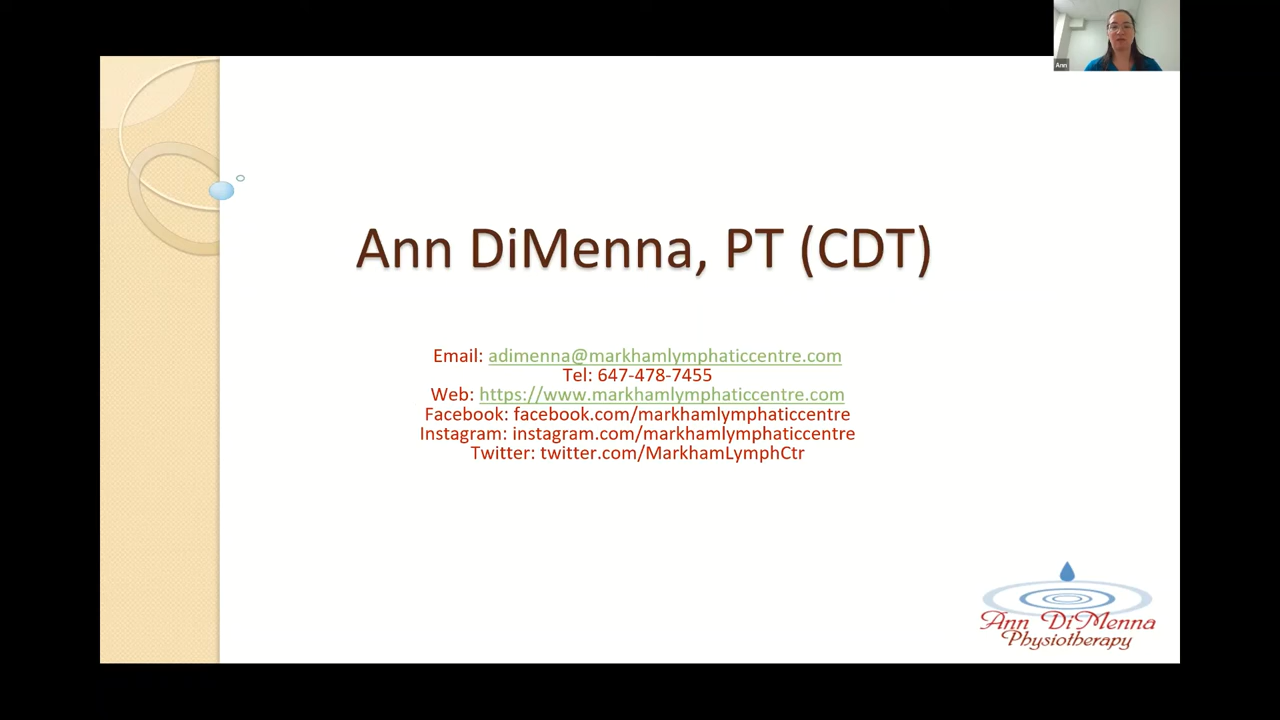 Ann
Ann DiMenna, PT (CDT)
Email: adimenna@markhamlymphaticcentre.com
Tel: 647-478-7455
Web: https://www.markhamlymphaticcentre.com
Facebook: facebook.com/markhamlymphaticcentre
Instagram: instagram.com/markhamlymphaticcentre
Twitter: twitter.com/MarkhamLymphCtr
Ann DiMenna
Physiotherapy